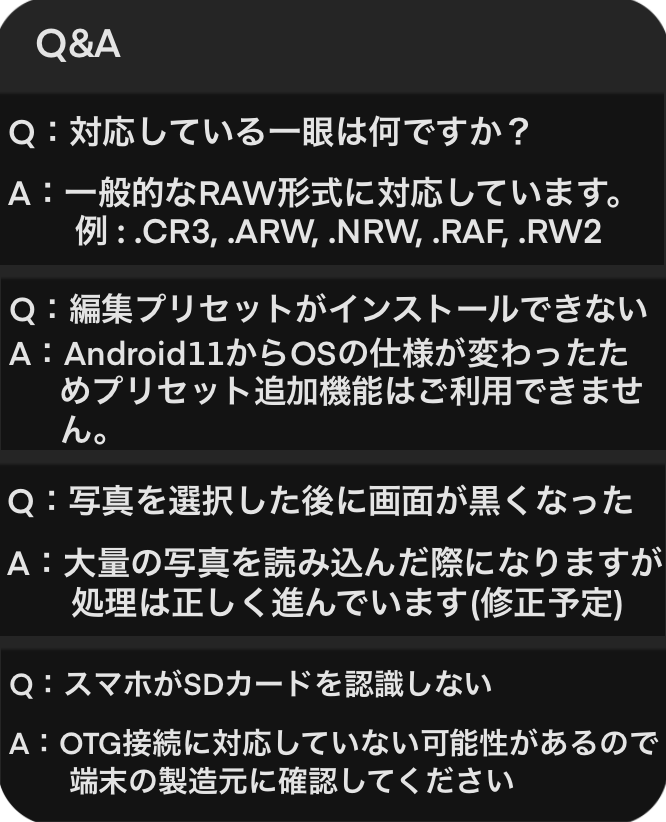 Q&A
Q：対応している一眼は何ですか？
A：一般的なRAW形式に対応しています。
例 : .CR3, .ARW, .NRW, .RAF, .RW2
Q：編集プリセットがインストールできない
A：Android11からOSの仕様が変わったた
めプリセット追加機能はご利用できませ
ん。
Q：写真を選択した後に画面が黒くなった
A：大量の写真を読み込んだ際になりますが
処理は正しく進んでいます(修正予定)
Q：スマホがSDカードを認識しない
A：OTG接続に対応していない可能性があるので
端末の製造元に確認してください